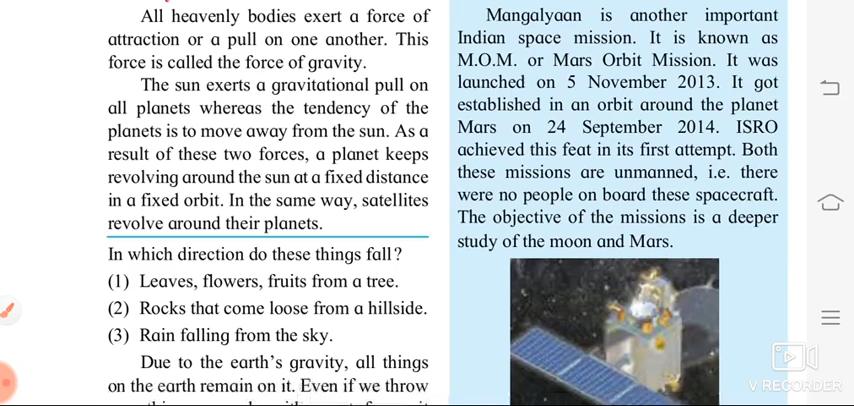 All heavenly bodies exert a force of
attraction or a pull on one another. This
force is called the force of gravity.
The sun exerts a gravitational pull on
all planets whereas the tendency of the
planets is to move away from the sun. As a
result of these two forces, a planet keeps
revolving around the sun at a fixed distance
in a fixed orbit. In the same way, satellites
revolve around their planets.
In which direction do these things fall?
(1) Leaves, flowers, fruits from a tree.
(2) Rocks that come loose from a hillside.
(3) Rain falling from the sky.
Due to the earth's gravity, all things
on the earth remain on it. Even if we throw
Mangalyaan is another important
Indian space mission. It is known as
M.O.M. or Mars Orbit Mission. It was
launched on 5 November 2013. It got
established in an orbit around the planet
Mars on 24 September 2014. ISRO
achieved this feat in its first attempt. Both
these missions are unmanned, i.e. there
were no people on board these spacecraft.
The objective of the missions is a deeper
study of the moon and Mars.
V RECORDER